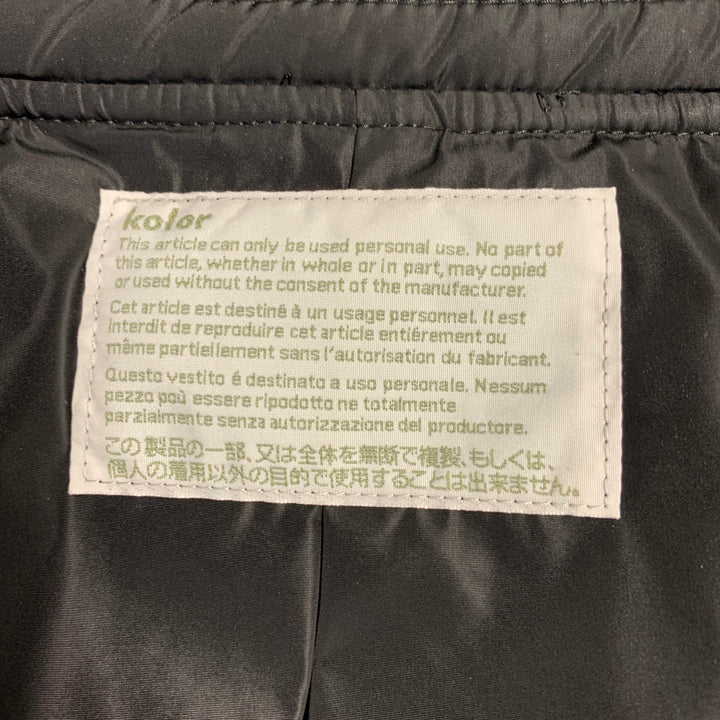 kolor
This article can only be used personal use. No part of
this article, whether in whole or in part, may copied
or used without the consent of the manufacturer.
Cet article est destiné à un usage personnel. Il est
interdit de reproduire cet article entiérement ou
même partiellement sans l'autorisation du fabricant.
Questo vestito é destinato a uso personale. Nessum
pezzo poù essere ripodotto ne totalmente
parzialmente senza autorizzazione del productore.
この製品の一部、又は全体を無断で複製、もしくは、
個人の着用以外の目的で使用することは出来ません。